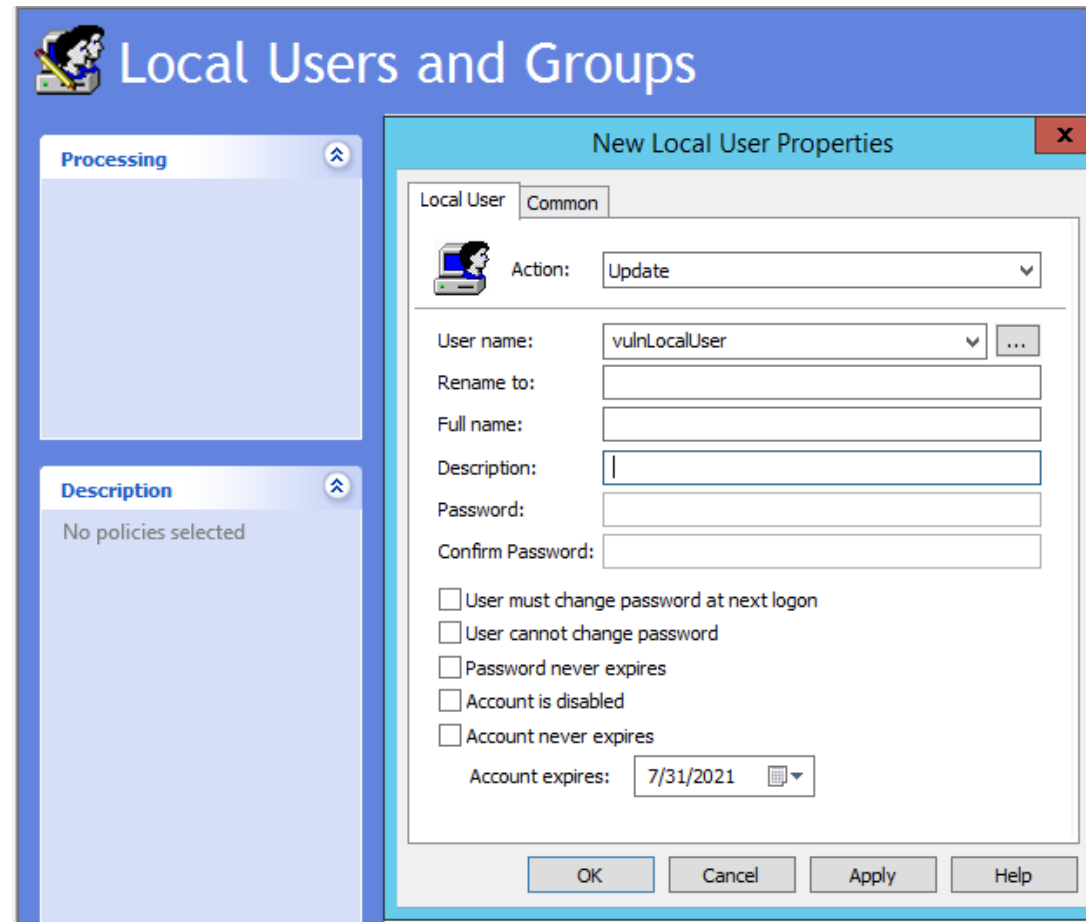 Local Users and Groups
Processing
Description
No policies selected
New Local User Properties
x
Local User
Common
Action:
Update
User name:
vulnLocalUser
...
Rename to:
Full name:
Description:
Password:
Confirm Password:
User must change password at next logon
User cannot change password
Password never expires
Account is disabled
Account never expires
Account expires:
7/31/2021
OK
Cancel
Apply
Help